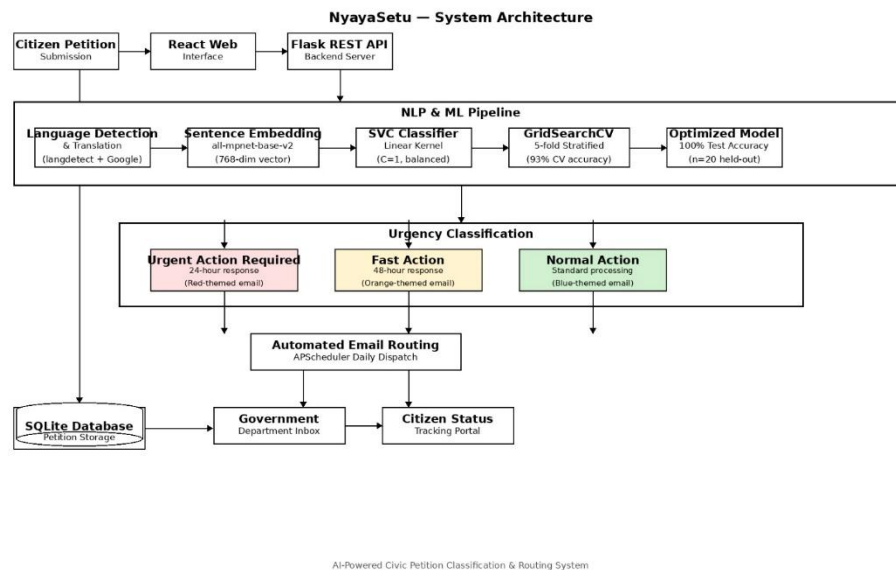 NyayaSetu — System Architecture
Citizen Petition
Submission
React Web
Interface
Flask REST API
Backend Server
NLP & ML Pipeline
Language Detection
& Translation
(langdetect + Google)
Sentence Embedding
all-mpnet-base-v2
(768-dim vector)
SVC Classifier
Linear Kernel
(C=1, balanced)
GridSearchCV
5-fold Stratified
(93% CV accuracy)
Optimized Model
100% Test Accuracy
(n=20 held-out)
Urgency Classification
Urgent Action Required
24-hour response
(Red-themed email)
Fast Action
48-hour response
(Orange-themed email)
Normal Action
Standard processing
(Blue-themed email)
Automated Email Routing
APScheduler Daily Dispatch
SQLite Database
Petition Storage
Government
Department Inbox
Citizen Status
Tracking Portal
AI-Powered Civic Petition Classification & Routing System